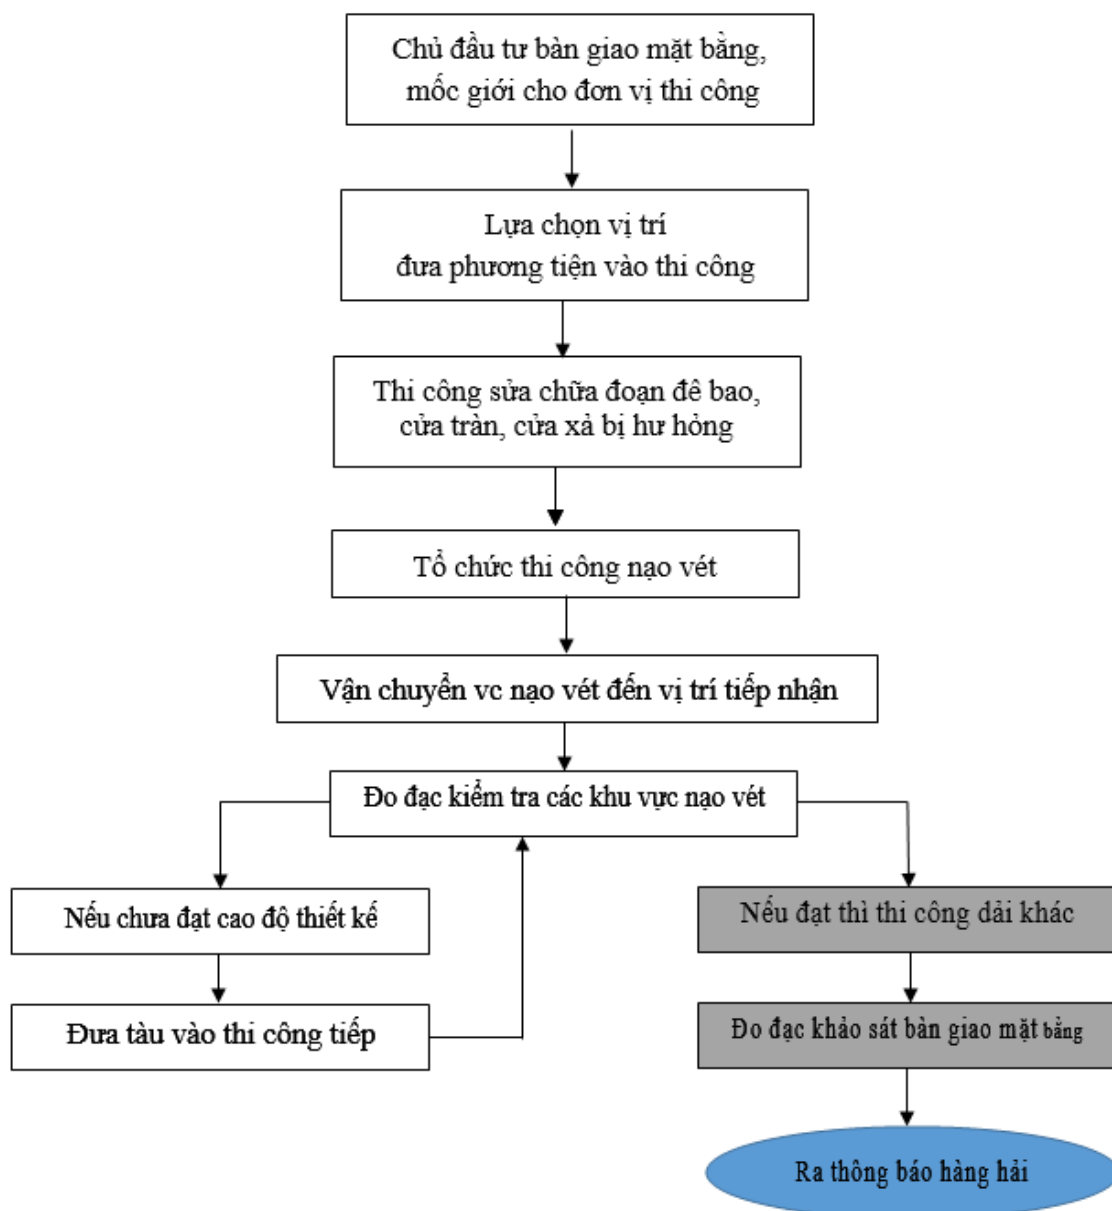 Chủ đầu tư bàn giao mặt bằng,
mốc giới cho đơn vị thi công
Lựa chọn vị trí
đưa phương tiện vào thi công
Thi công sửa chữa đoạn đê bao,
cửa tràn, cửa xả bị hư hỏng
Tổ chức thi công nạo vét
Vận chuyển vc nạo vét đến vị trí tiếp nhận
Đo đạc kiểm tra các khu vực nạo vét
Nếu chưa đạt cao độ thiết kế
Đưa tàu vào thi công tiếp
Nếu đạt thì thi công dải khác
Đo đạc khảo sát bàn giao mặt bằng
Ra thông báo hàng hải